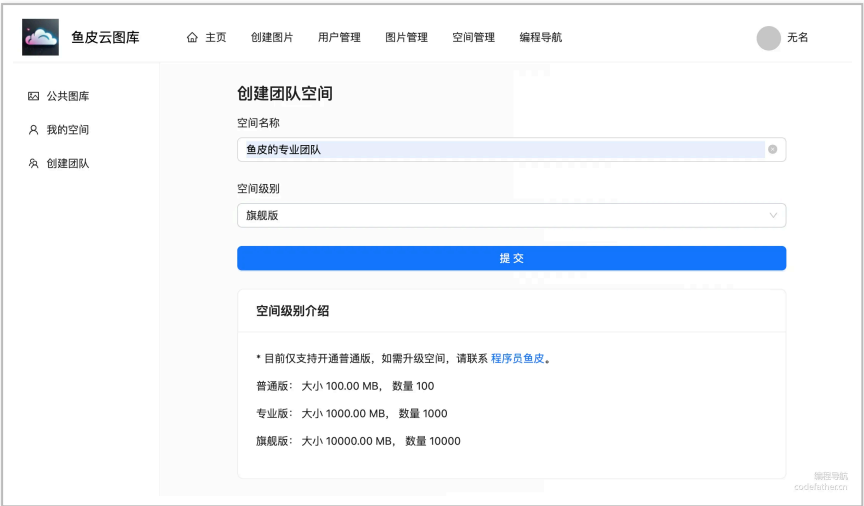 鱼皮云图库
主页 创建图片 用户管理 图片管理 空间管理 编程导航
无名
公共图库
我的空间
创建团队
创建团队空间
空间名称
鱼皮的专业团队
空间级别
旗舰版
提交
空间级别介绍
* 目前仅支持开通普通版，如需升级空间，请联系 程序员鱼皮。
普通版： 大小 100.00 MB， 数量 100
专业版： 大小 1000.00 MB， 数量 1000
旗舰版： 大小 10000.00 MB， 数量 10000
编程导航
codefather.cn